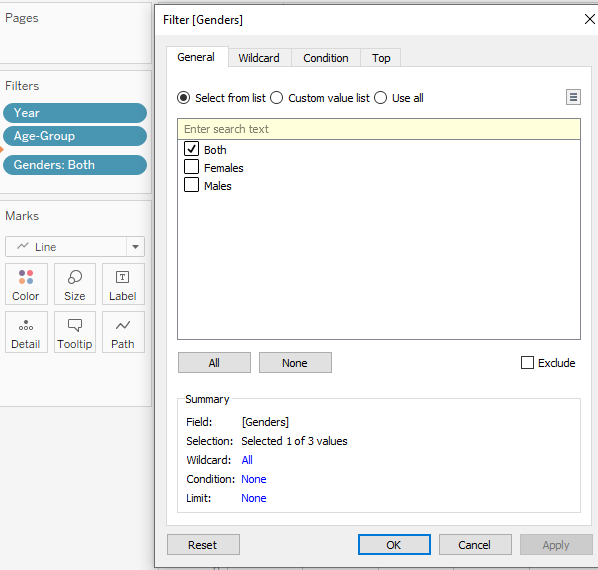 Pages
Filters
Year
Age-Group
Genders: Both
Marks
Line
Color
Size
Label
Detail
Tooltip
Path
Filter [Genders]
General
Wildcard
Condition
Top
Select from list
Custom value list
Use all
Enter search text
Both
Females
Males
All
None
Exclude
Summary
Field: [Genders]
Selection: Selected 1 of 3 values
Wildcard: All
Condition: None
Limit: None
Reset
OK
Cancel
Apply